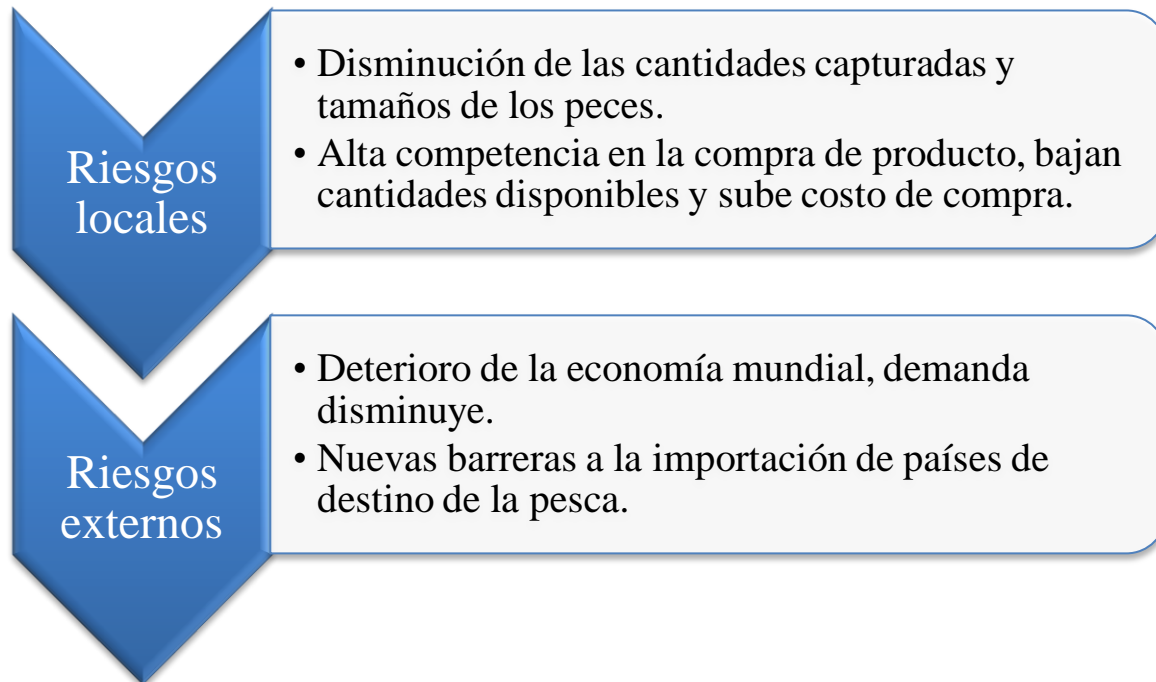 Riesgos
locales
• Disminución de las cantidades capturadas y
tamaños de los peces.
• Alta competencia en la compra de producto, bajan
cantidades disponibles y sube costo de compra.
Riesgos
externos
• Deterioro de la economía mundial, demanda
disminuye.
• Nuevas barreras a la importación de países de
destino de la pesca.